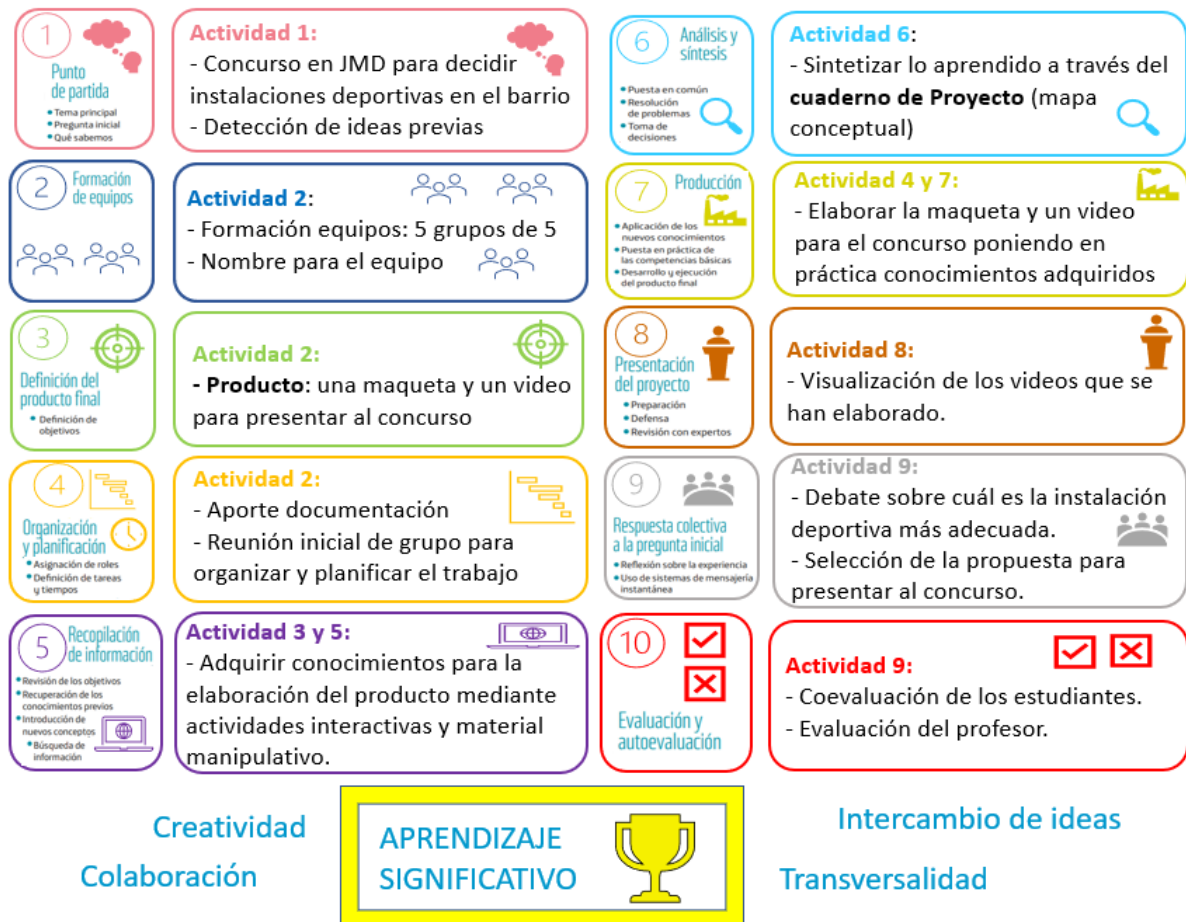 1
Punto
de partida
• Tema principal
• Pregunta inicial
• Qué sabemos
Actividad 1:
- Concurso en JMD para decidir
instalaciones deportivas en el barrio
- Detección de ideas previas
2
Formación
de equipos
Actividad 2:
- Formación equipos: 5 grupos de 5
- Nombre para el equipo
3
Definición del
producto final
• Definición de
objetivos
Actividad 2:
- Producto: una maqueta y un video
para presentar al concurso
4
Organización
y planificación
• Asignación de roles
• Definición de tareas
y tiempos
Actividad 2:
- Aporte documentación
- Reunión inicial de grupo para
organizar y planificar el trabajo
5
Recopilación
de información
• Revisión de los objetivos
• Recuperación de los
conocimientos previos
• Introducción de
nuevos conceptos
• Búsqueda de
información
Actividad 3 y 5:
- Adquirir conocimientos para la
elaboración del producto mediante
actividades interactivas y material
manipulativo.
6
Análisis y
síntesis
• Puesta en común
• Resolución
de problemas
• Toma de
decisiones
Actividad 6:
- Sintetizar lo aprendido a través del
cuaderno de Proyecto (mapa
conceptual)
7
Producción
• Aplicación de los
nuevos conocimientos
• Puesta en práctica de
las competencias básicas
• Desarrollo y ejecución
del producto final
Actividad 4 y 7:
- Elaborar la maqueta y un video
para el concurso poniendo en
práctica conocimientos adquiridos
8
Presentación
del proyecto
• Preparación
• Defensa
• Revisión con expertos
Actividad 8:
- Visualización de los videos que se
han elaborado.
9
Respuesta colectiva
a la pregunta inicial
• Reflexión sobre la experiencia
• Uso de sistemas de mensajería
instantánea
Actividad 9:
- Debate sobre cuál es la instalación
deportiva más adecuada.
- Selección de la propuesta para
presentar al concurso.
10
Evaluación y
autoevaluación
Actividad 9:
- Coevaluación de los estudiantes.
- Evaluación del profesor.
Creatividad
Colaboración
APRENDIZAJE
SIGNIFICATIVO
Intercambio de ideas
Transversalidad